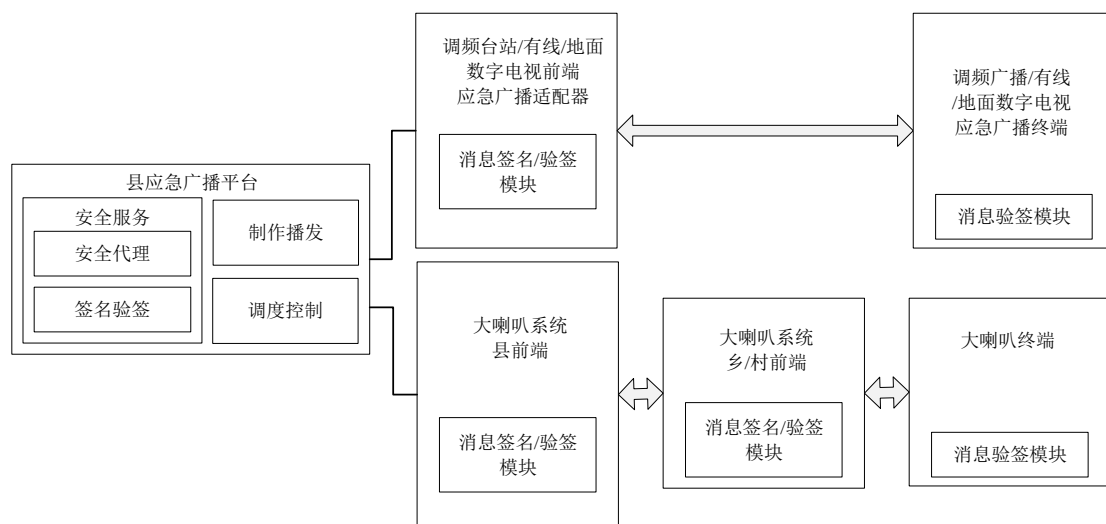 县应急广播平台
安全服务
安全代理
签名验签
制作播发
调度控制
调频台站/有线/地面
数字电视前端
应急广播适配器
消息签名/验签
模块
调频广播/有线
/地面数字电视
应急广播终端
消息验签模块
大喇叭系统
县前端
消息签名/验签
模块
大喇叭系统
乡/村前端
消息签名/验签
模块
大喇叭终端
消息验签模块